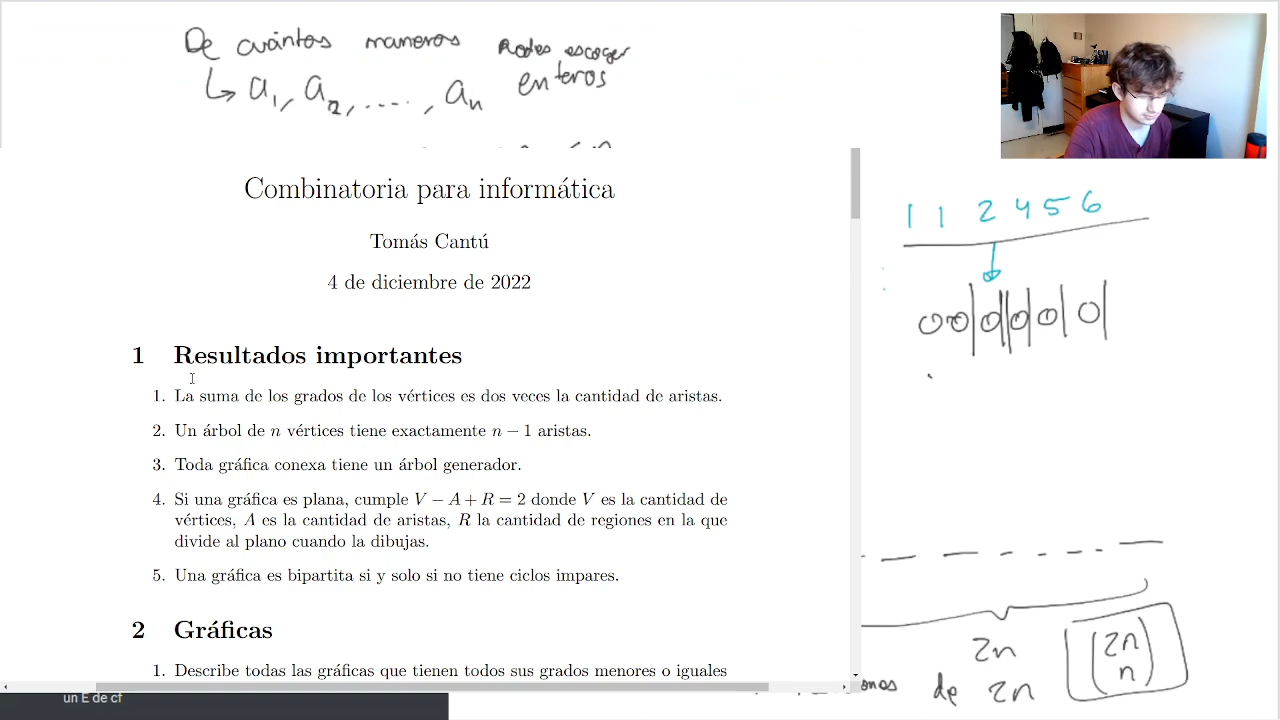 De cuántos maneros Podes escoger
↳ a₁, a₂, ....., aₙ enteros
Combinatoria para informática
Tomás Cantú
4 de diciembre de 2022
1 1 2 4 5 6
1 Resultados importantes
1. La suma de los grados de los vértices es dos veces la cantidad de aristas.
2. Un árbol de n vértices tiene exactamente n − 1 aristas.
3. Toda gráfica conexa tiene un árbol generador.
4. Si una gráfica es plana, cumple V − A + R = 2 donde V es la cantidad de
vértices, A es la cantidad de aristas, R la cantidad de regiones en la que
divide al plano cuando la dibujas.
5. Una gráfica es bipartita si y solo si no tiene ciclos impares.
2 Gráficas
1. Describe todas las gráficas que tienen todos sus grados menores o iguales
2n (2n n)
de 2n
un E de cf